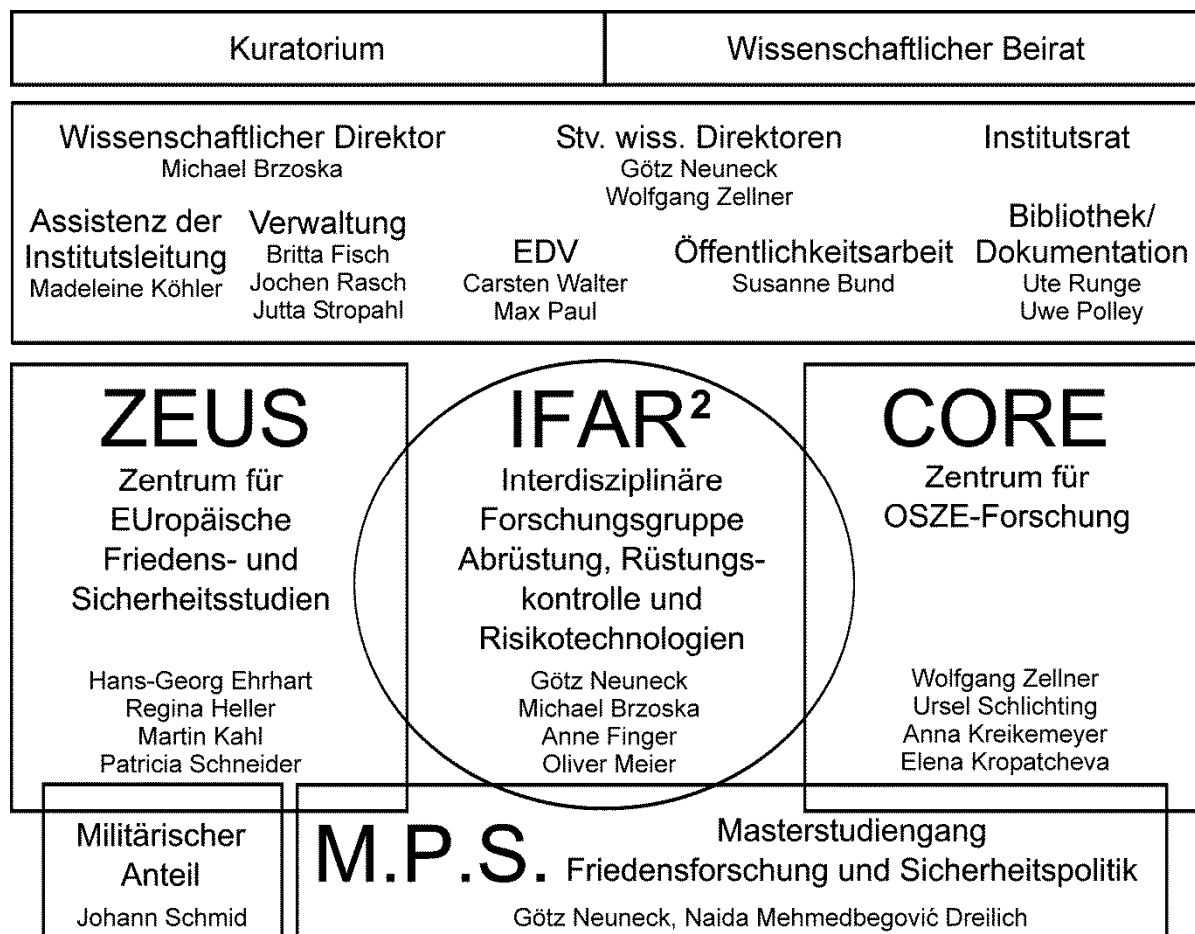 Kuratorium
Wissenschaftlicher Beirat
Wissenschaftlicher Direktor
Michael Brzoska
Stv. wiss. Direktoren
Götz Neuneck
Wolfgang Zellner
Institutsrat
Assistenz der
Institutsleitung
Madeleine Köhler
Verwaltung
Britta Fisch
Jochen Rasch
Jutta Stropahl
EDV
Carsten Walter
Max Paul
Öffentlichkeitsarbeit
Susanne Bund
Bibliothek/
Dokumentation
Ute Runge
Uwe Polley
ZEUS
Zentrum für
EUropäische
Friedens- und
Sicherheitsstudien
Hans-Georg Ehrhart
Regina Heller
Martin Kahl
Patricia Schneider
IFAR²
Interdisziplinäre
Forschungsgruppe
Abrüstung, Rüstungs-
kontrolle und
Risikotechnologien
Götz Neuneck
Michael Brzoska
Anne Finger
Oliver Meier
CORE
Zentrum für
OSZE-Forschung
Wolfgang Zellner
Ursel Schlichting
Anna Kreikemeyer
Elena Kropatcheva
Militärischer
Anteil
Johann Schmid
M.P.S.
Masterstudiengang
Friedensforschung und Sicherheitspolitik
Götz Neuneck, Naida Mehmedbegović Dreilich